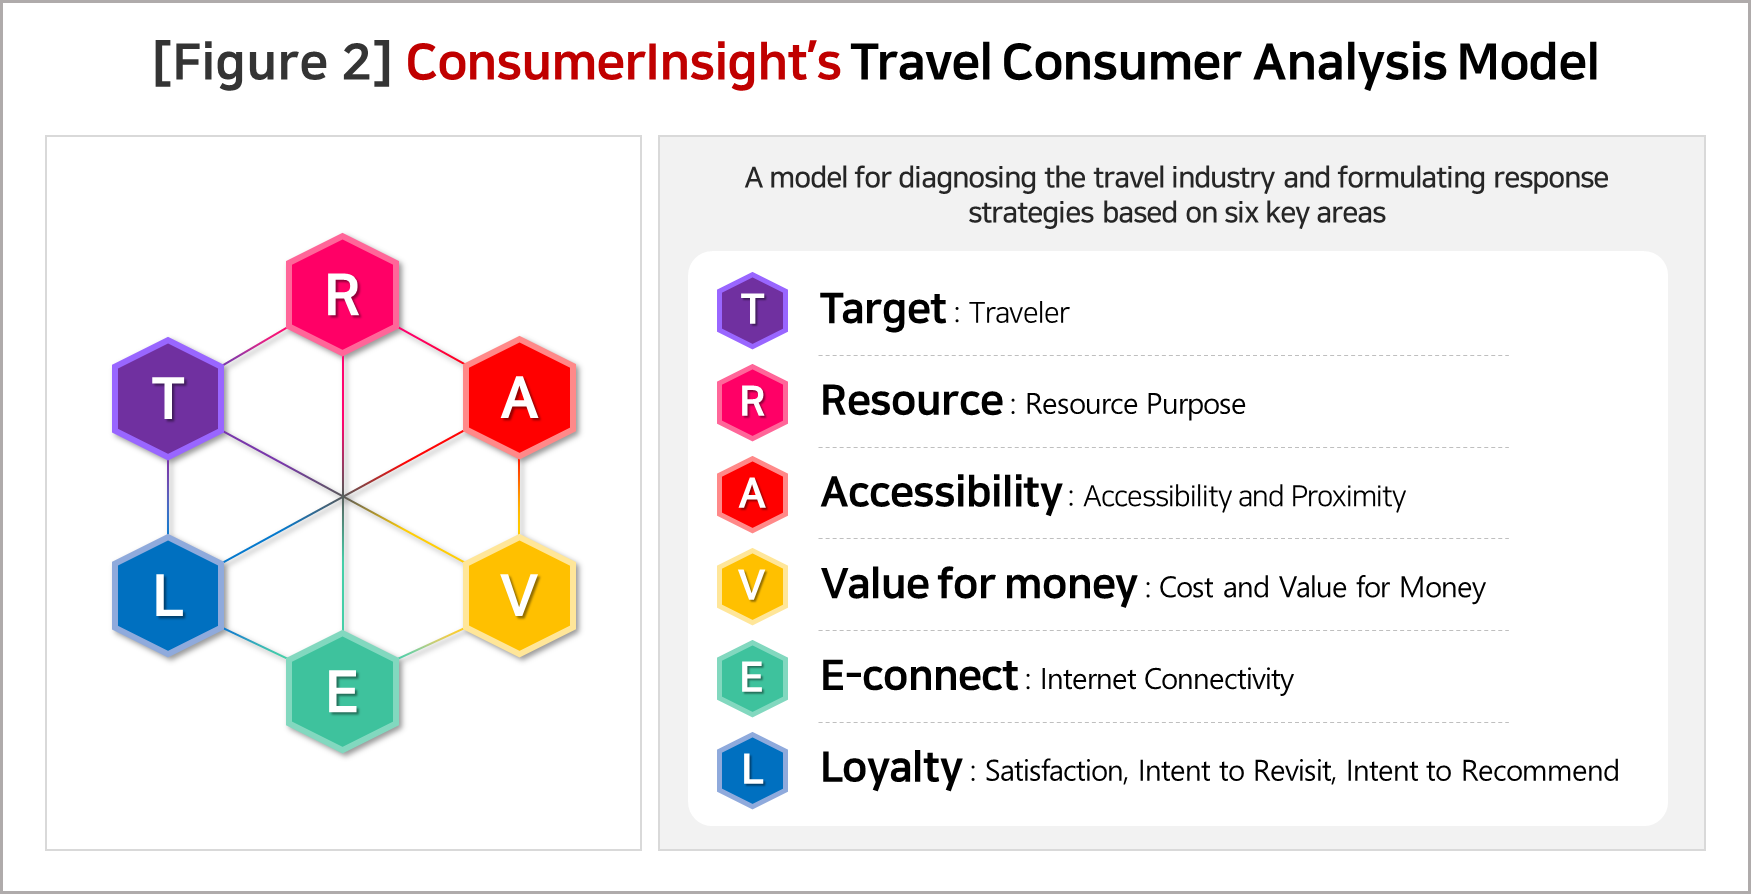 [Figure 2] ConsumerInsight's Travel Consumer Analysis Model
R
T
A
L
V
E
A model for diagnosing the travel industry and formulating response
strategies based on six key areas
T Target : Traveler
R Resource : Resource Purpose
A Accessibility : Accessibility and Proximity
V Value for money : Cost and Value for Money
E E-connect : Internet Connectivity
L Loyalty : Satisfaction, Intent to Revisit, Intent to Recommend